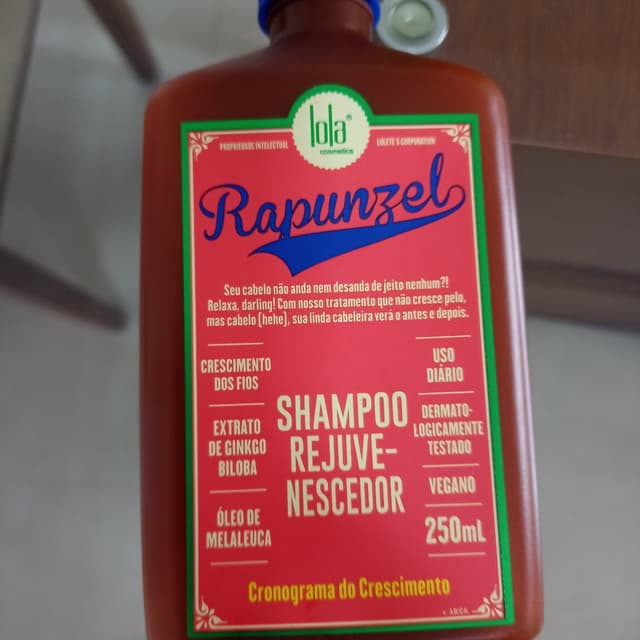 lola®
cosmetics
PROPRIEDADE INTELECTUAL
LOLETE'S CORPORATION
Rapunzel
Seu cabelo não anda nem desanda de jeito nenhum?!
Relaxa, darling! Com nosso tratamento que não cresce pelo,
mas cabelo (hehe), sua linda cabeleira verá o antes e depois.
CRESCIMENTO
DOS FIOS
EXTRATO
DE GINKGO
BILOBA
ÓLEO DE
MELALEUCA
SHAMPOO
REJUVE-
NESCEDOR
USO
DIÁRIO
DERMATO-
LOGICAMENTE
TESTADO
VEGANO
250mL
Cronograma do Crescimento